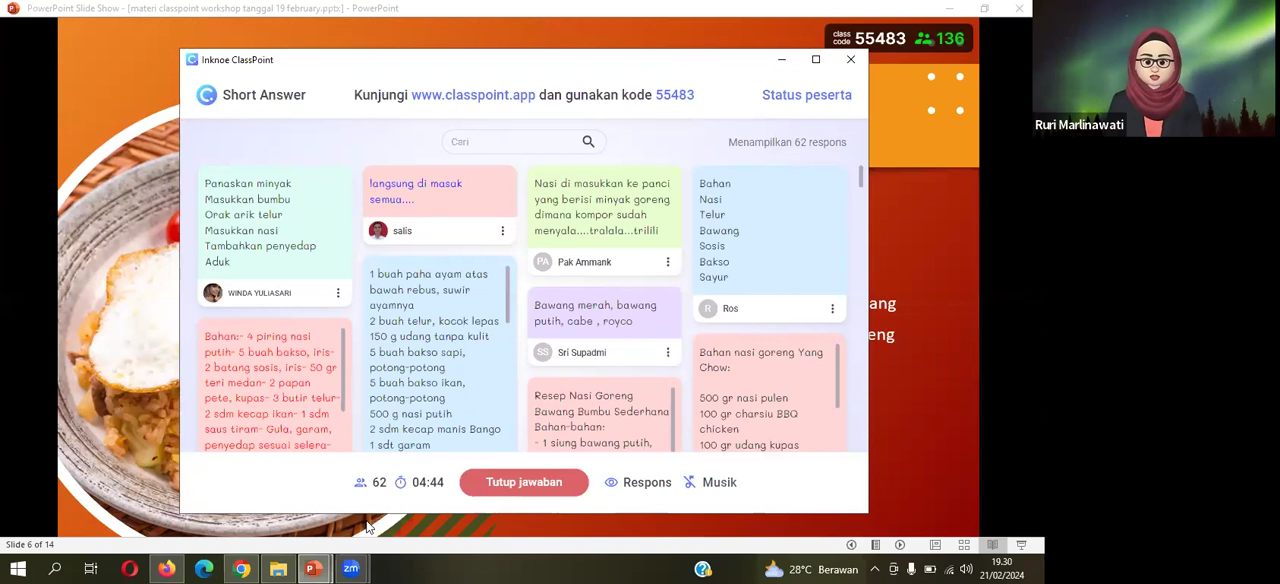 PowerPoint Slide Show - [materi classpoint workshop tanggal 19 february.pptx] - PowerPoint
class code 55483 136
Inknoe ClassPoint
Short Answer
Kunjungi www.classpoint.app dan gunakan kode 55483
Status peserta
Cari
Menampilkan 62 respons
Panaskan minyak
Masukkan bumbu
Orak arik telur
Masukkan nasi
Tambahkan penyedap
Aduk
WINDA YULIASARI
Bahan:- 4 piring nasi
putih- 5 buah bakso, iris-
2 batang sosis, iris- 50 gr
teri medan- 2 papan
pete, kupas- 3 butir telur-
2 sdm kecap ikan- 1 sdm
saus tiram- Gula, garam,
penyedap sesuai selera-
langsung di masak
semua....
salis
1 buah paha ayam atas
bawah rebus, suwir
ayamnya
2 buah telur, kocok lepas
150 g udang tanpa kulit
5 buah bakso sapi,
potong-potong
5 buah bakso ikan,
potong-potong
500 g nasi putih
2 sdm kecap manis Bango
1 sdt garam
Nasi di masukkan ke panci
yang berisi minyak goreng
dimana kompor sudah
menyala....tralala...trilili
PA Pak Ammank
Bawang merah, bawang
putih, cabe , royco
SS Sri Supadmi
Resep Nasi Goreng
Bawang Bumbu Sederhana
Bahan-bahan:
- 1 siung bawang putih,
Bahan
Nasi
Telur
Bawang
Sosis
Bakso
Sayur
R Ros
Bahan nasi goreng Yang
Chow:
500 gr nasi pulen
100 gr charsiu BBQ
chicken
100 gr udang kupas
ang
eng
62 04:44 Tutup jawaban Respons Musik
Ruri Marlinawati
Slide 6 of 14
zm
28°C Berawan
19.30
21/02/2024